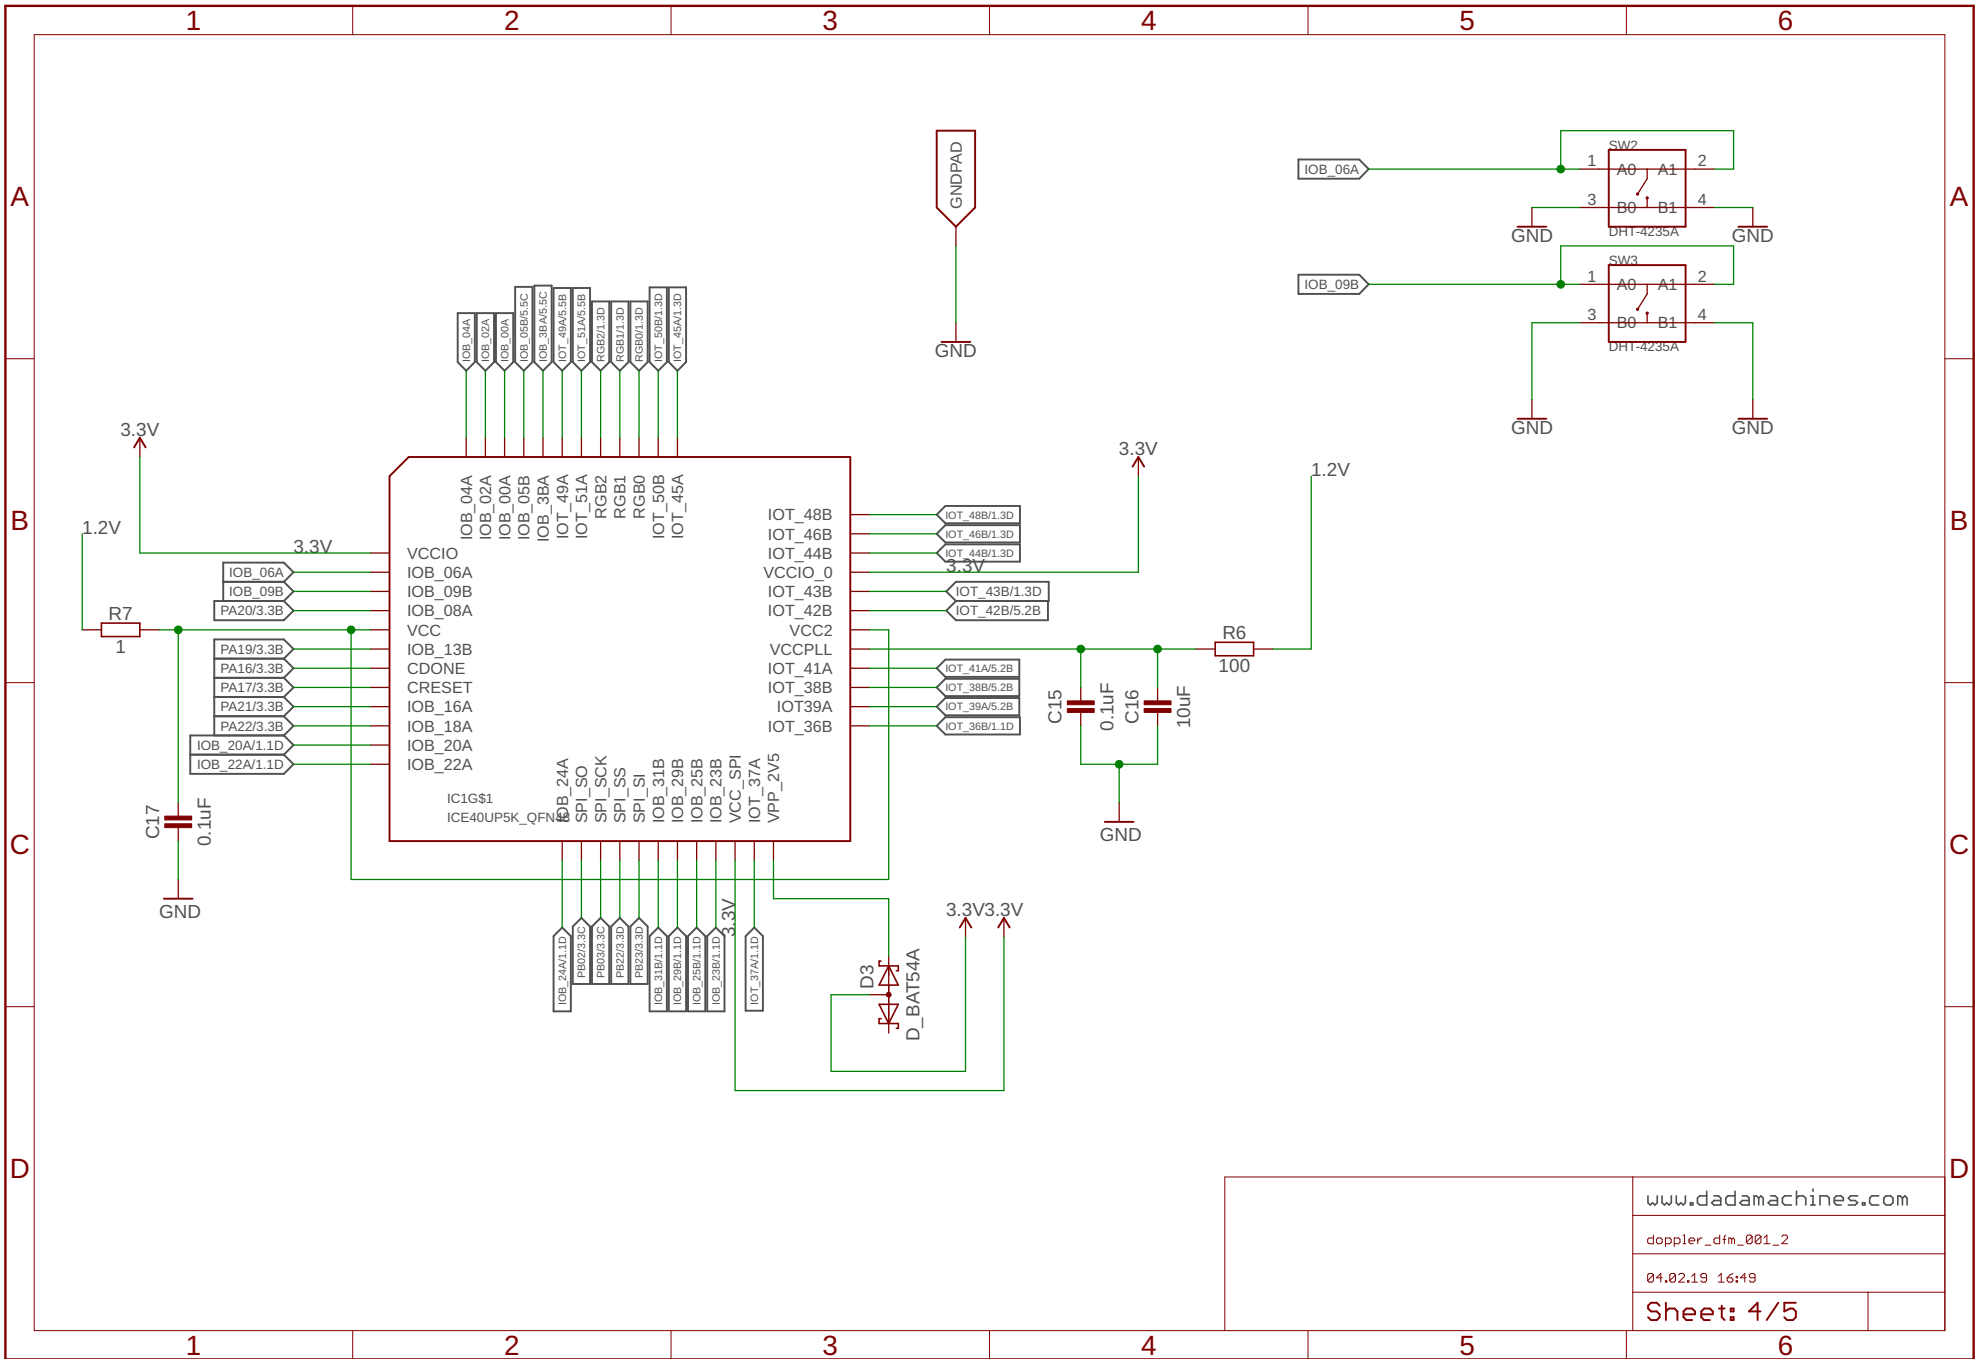 1 2 3 4 5 6
A A
B B
C C
D D
1 2 3 4 5 6
GNDPAD
GND
IOB_06A
SW2
1 A0 A1 2
3 B0 B1 4
DHT-4235A
GND GND
IOB_09B
SW3
1 A0 A1 2
3 B0 B1 4
DHT-4235A
GND GND
IOB_04A
IOB_02A
IOB_00A
IOB_05B/5.5C
IOB_3BA/5.5C
IOT_49A/5.5B
IOT_51A/5.5B
RGB2/1.3D
RGB1/1.3D
RGB0/1.3D
IOT_50B/1.3D
IOT_45A/1.3D
IOB_04A
IOB_02A
IOB_00A
IOB_05B
IOB_3BA
IOT_49A
IOT_51A
RGB2
RGB1
RGB0
IOT_50B
IOT_45A
3.3V
1.2V
3.3V
R7
1
IOB_06A
IOB_09B
PA20/3.3B
PA19/3.3B
PA16/3.3B
PA17/3.3B
PA21/3.3B
PA22/3.3B
IOB_20A/1.1D
IOB_22A/1.1D
VCCIO
IOB_06A
IOB_09B
IOB_08A
VCC
IOB_13B
CDONE
CRESET
IOB_16A
IOB_18A
IOB_20A
IOB_22A
C17
0.1uF
GND
IC1G$1
ICE40UP5K_QFN48
IOT_48B
IOT_46B
IOT_44B
VCCIO_0
IOT_43B
IOT_42B
VCC2
VCCPLL
IOT_41A
IOT_38B
IOT39A
IOT_36B
IOT_48B/1.3D
IOT_46B/1.3D
IOT_44B/1.3D
3.3V
IOT_43B/1.3D
IOT_42B/5.2B
IOT_41A/5.2B
IOT_38B/5.2B
IOT_39A/5.2B
IOT_36B/1.1D
3.3V
1.2V
R6
100
C15
0.1uF
C16
10uF
GND
IOB_24A
SPI_SO
SPI_SCK
SPI_SS
SPI_SI
IOB_31B
IOB_29B
IOB_25B
IOB_23B
VCC_SPI
IOT_37A
VPP_2V5
IOB_24A/1.1D
PB02/3.3C
PB03/3.3C
PB22/3.3D
PB23/3.3D
IOB_31B/1.1D
IOB_29B/1.1D
IOB_25B/1.1D
IOB_23B/1.1D
3.3V
IOT_37A/1.1D
3.3V 3.3V
D3
D_BAT54A
www.dadamachines.com
doppler_dfm_001_2
04.02.19 16:49
Sheet: 4/5